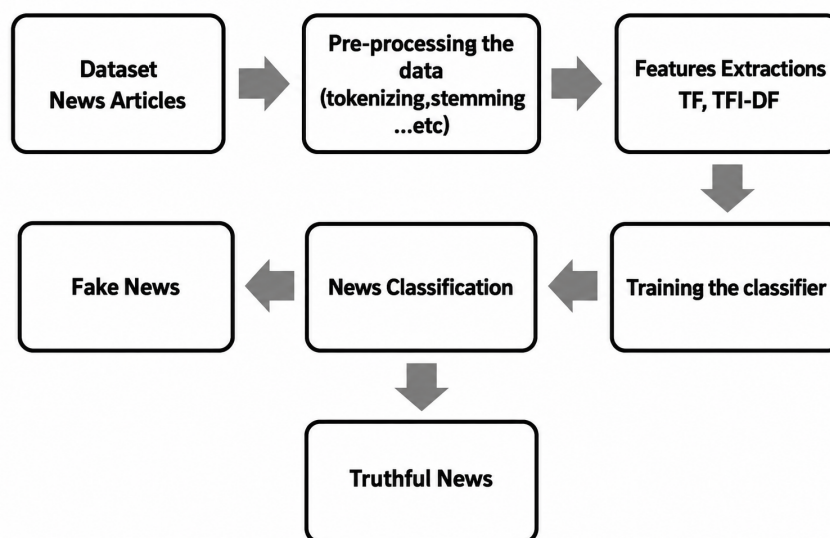 Dataset
News Articles
Pre-processing the
data
(tokenizing,stemming
...etc)
Features Extractions
TF, TFI-DF
Fake News
News Classification
Training the classifier
Truthful News